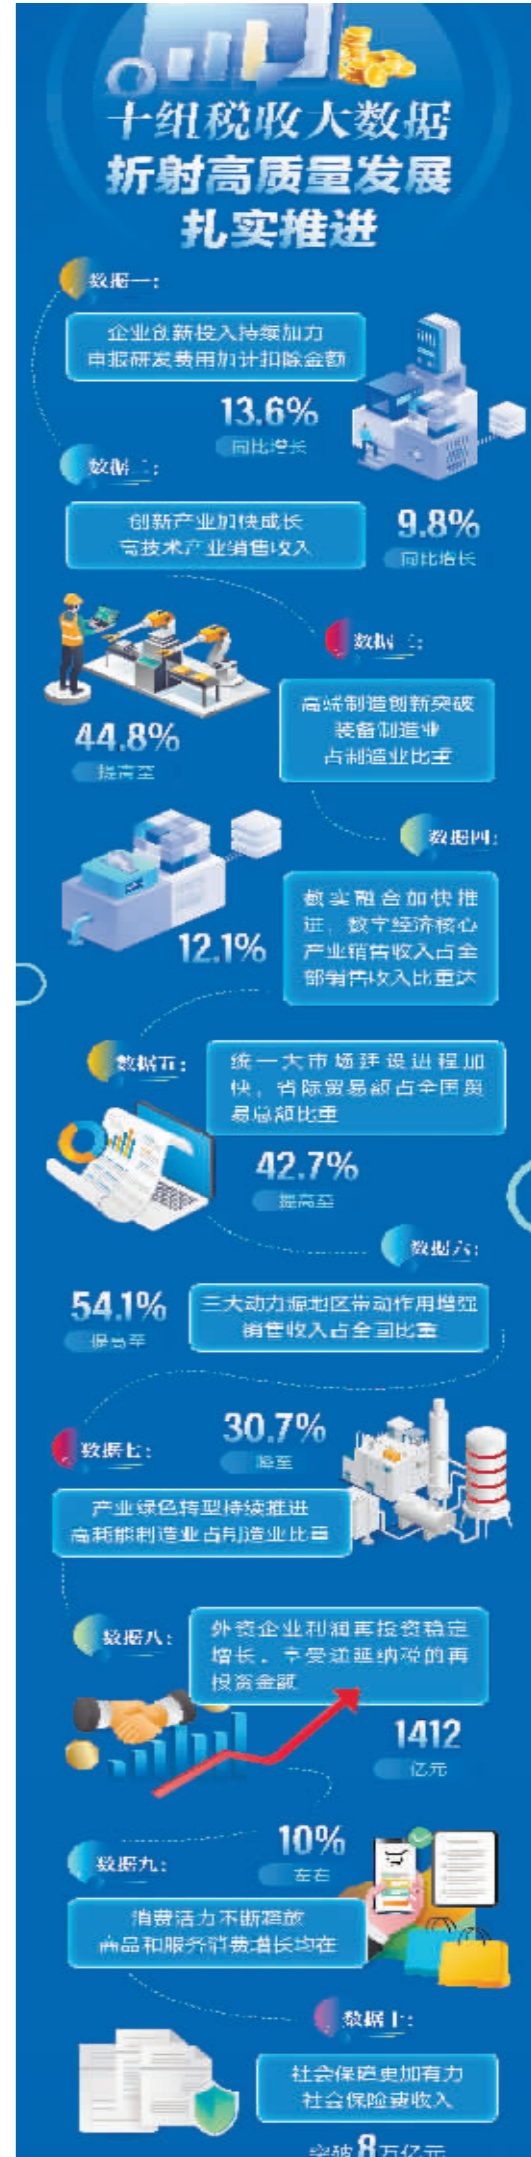 十组税收大数据
折射高质量发展
扎实推进
数据一：
企业创新投入持续加力
申报研发费用加计扣除金额
13.6%
同比增长
数据二：
创新产业加快成长
高技术产业销售收入
9.8%
同比增长
数据三：
高端制造创新突破
装备制造业
占制造业比重
44.8%
提高至
数据四：
数实融合加快推
进，数字经济核心
产业销售收入占全
部销售收入比重达
12.1%
数据五：
统一大市场建设进程加
快，省际贸易额占全国贸
易总额比重
42.7%
提高至
数据六：
54.1%
提高至
三大动力源地区带动作用增强
销售收入占全国比重
30.7%
降至
数据七：
产业绿色转型持续推进
高耗能制造业占制造业比重
数据八：
外资企业利润再投资稳定
增长，享受递延纳税的再
投资金额
1412
亿元
10%
左右
数据九：
消费活力不断释放
商品和服务消费增长均在
数据十：
社会保障更加有力
社会保险费收入
突破8万亿元